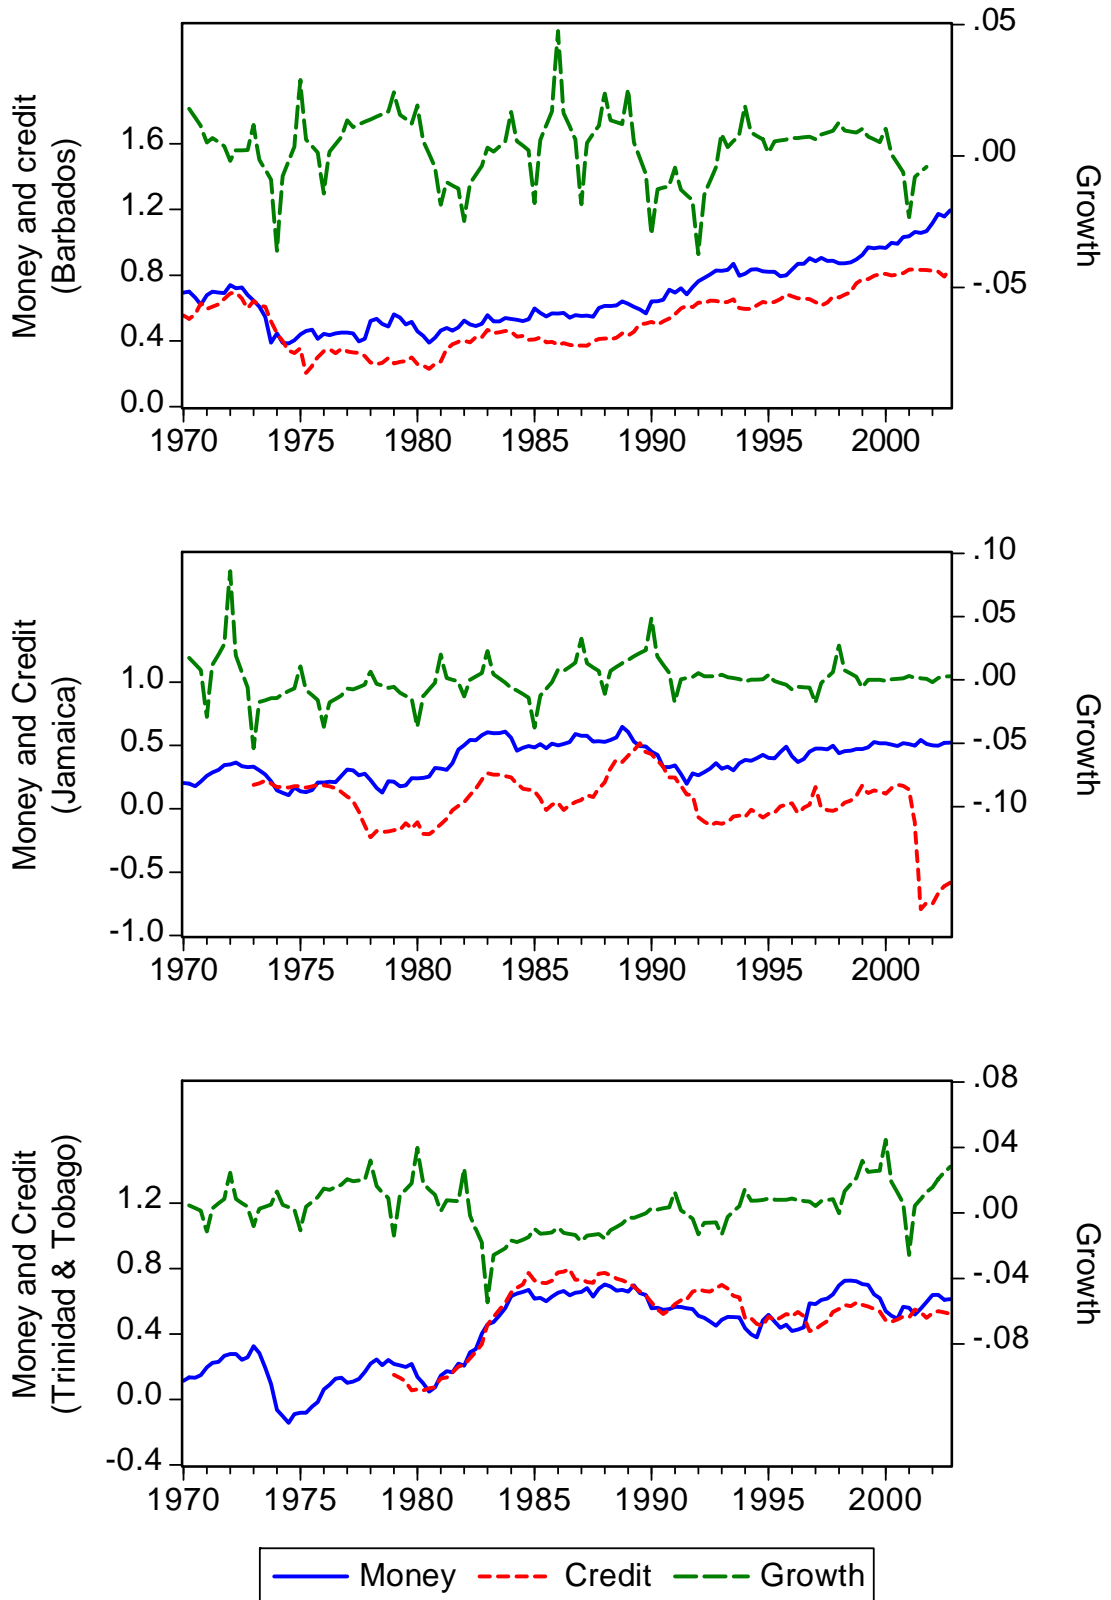 Money and credit
(Barbados)
1.6
1.2
0.8
0.4
0.0
.05
.00
-.05
Growth
1970 1975 1980 1985 1990 1995 2000
Money and Credit
(Jamaica)
1.0
0.5
0.0
-0.5
-1.0
.10
.05
.00
-.05
-.10
Growth
1970 1975 1980 1985 1990 1995 2000
Money and Credit
(Trinidad & Tobago)
1.2
0.8
0.4
0.0
-0.4
.08
.04
.00
-.04
-.08
Growth
1970 1975 1980 1985 1990 1995 2000
Money Credit Growth